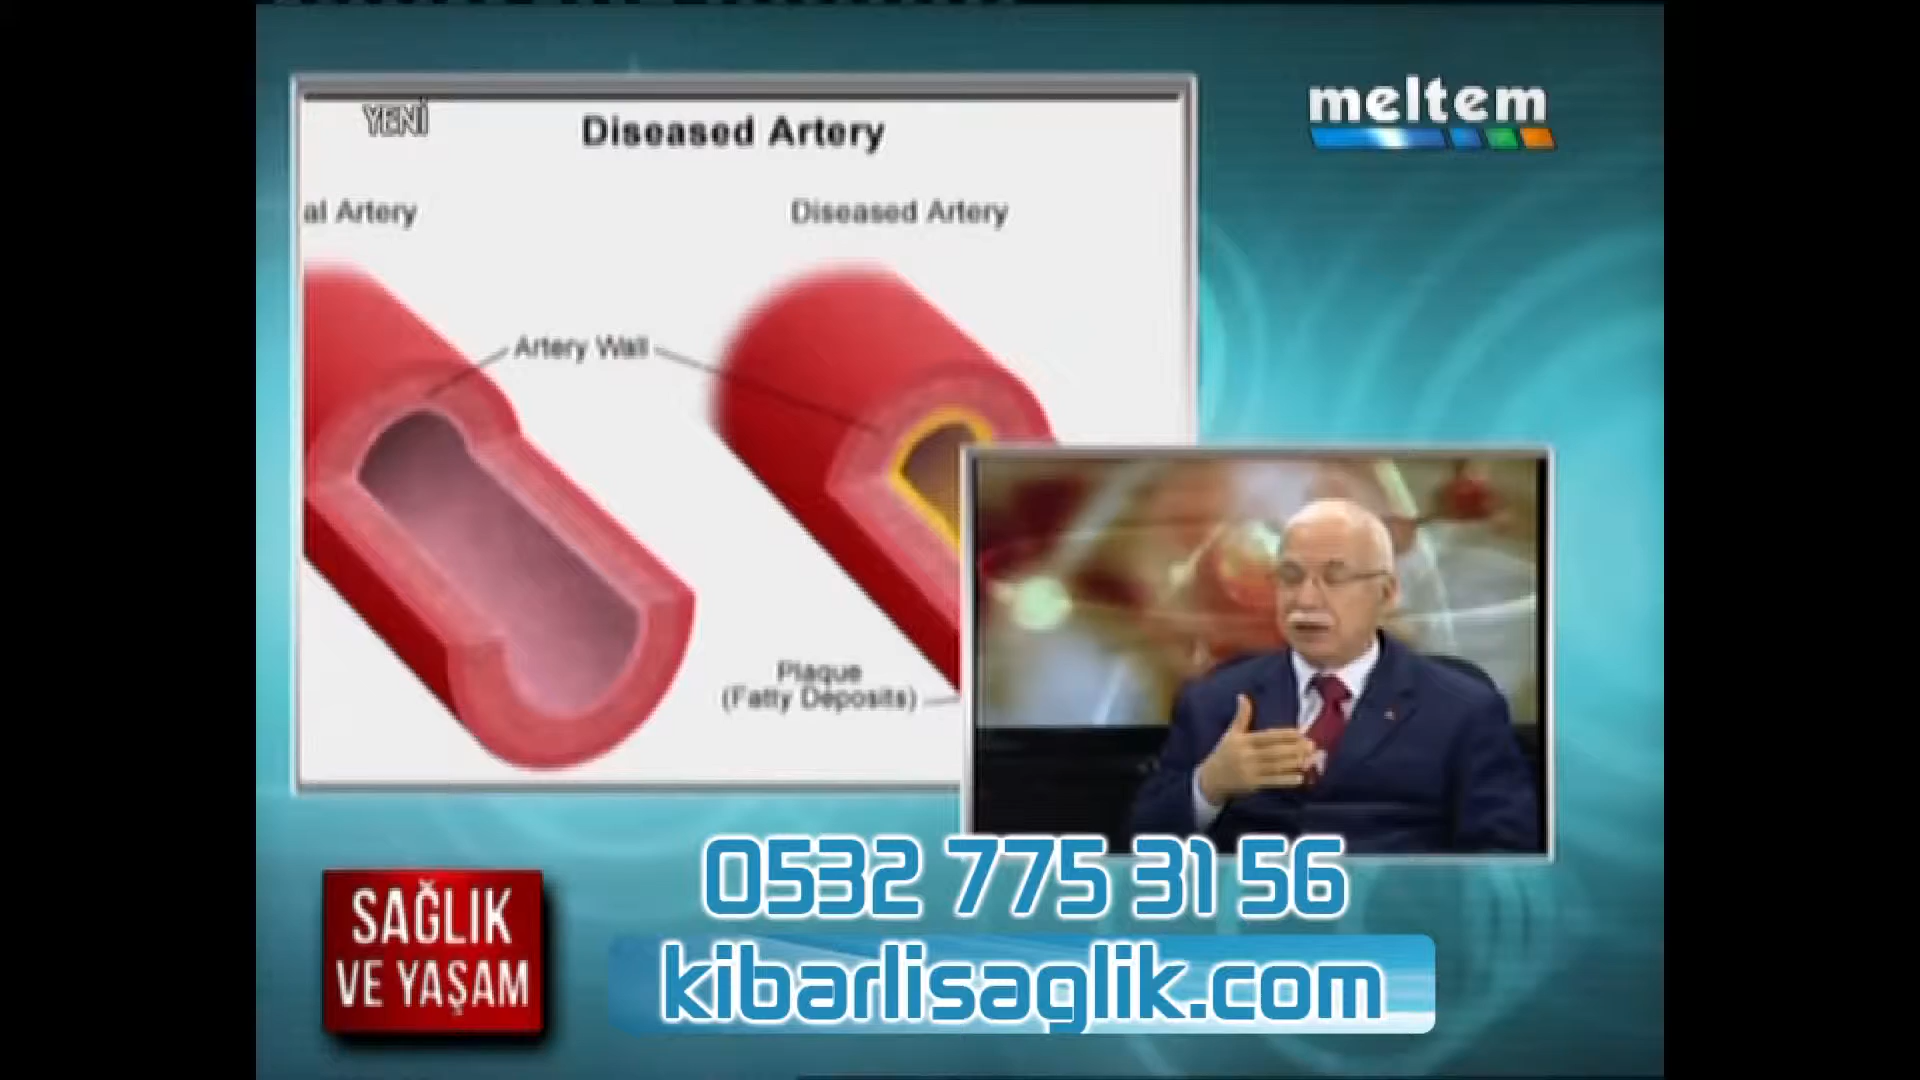 YENİ
Diseased Artery
meltem
al Artery
Diseased Artery
Artery Wall
Plaque
(Fatty Deposits)
0532 775 31 56
SAĞLIK
VE YAŞAM
kibarlisaglik.com